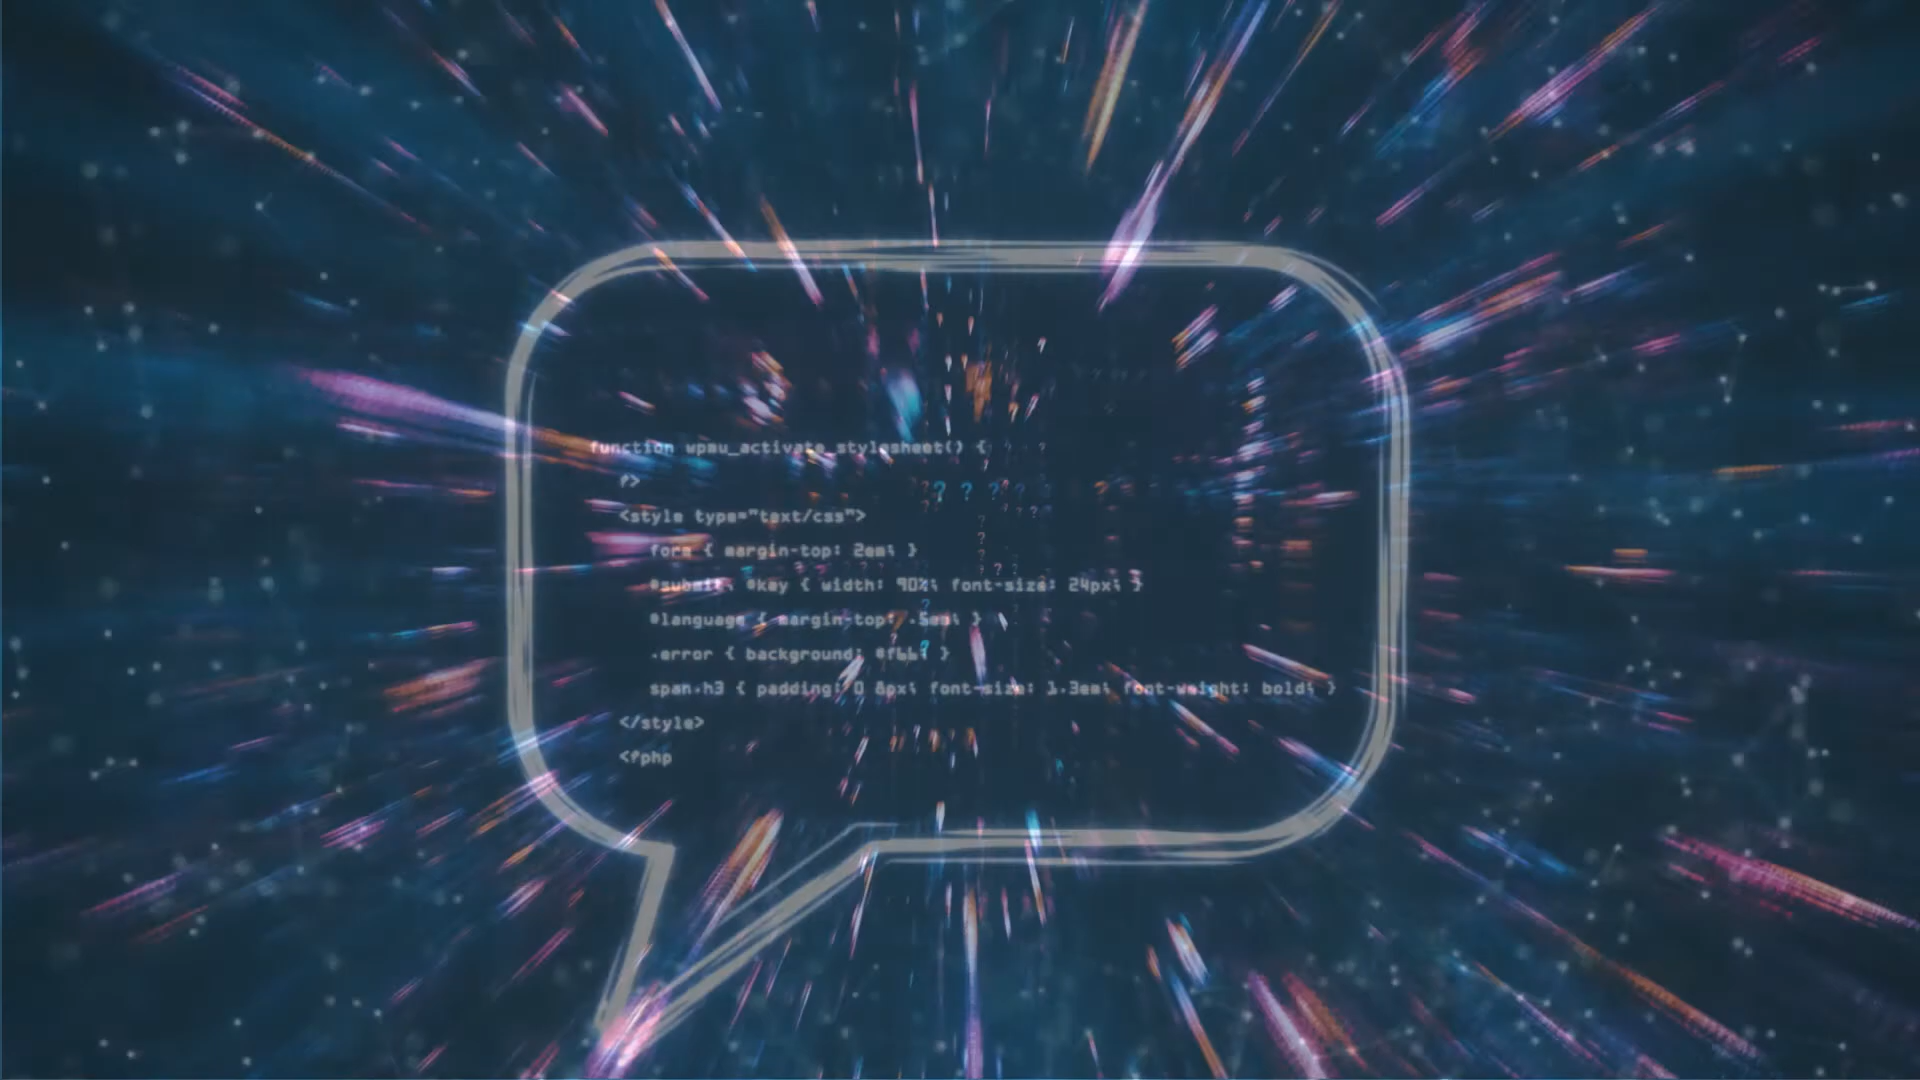 function wpmu_activate_stylesheet() {
?>
<style type="text/css">
form { margin-top: 2em; }
#submit, #key { width: 90%; font-size: 24px; }
#language { margin-top: .5em; }
.error { background: #f66; }
span.h3 { padding: 0 8px; font-size: 1.3em; font-weight: bold; }
</style>
<?php
? ?
? ? ? ? ?
?
?
?
?
?